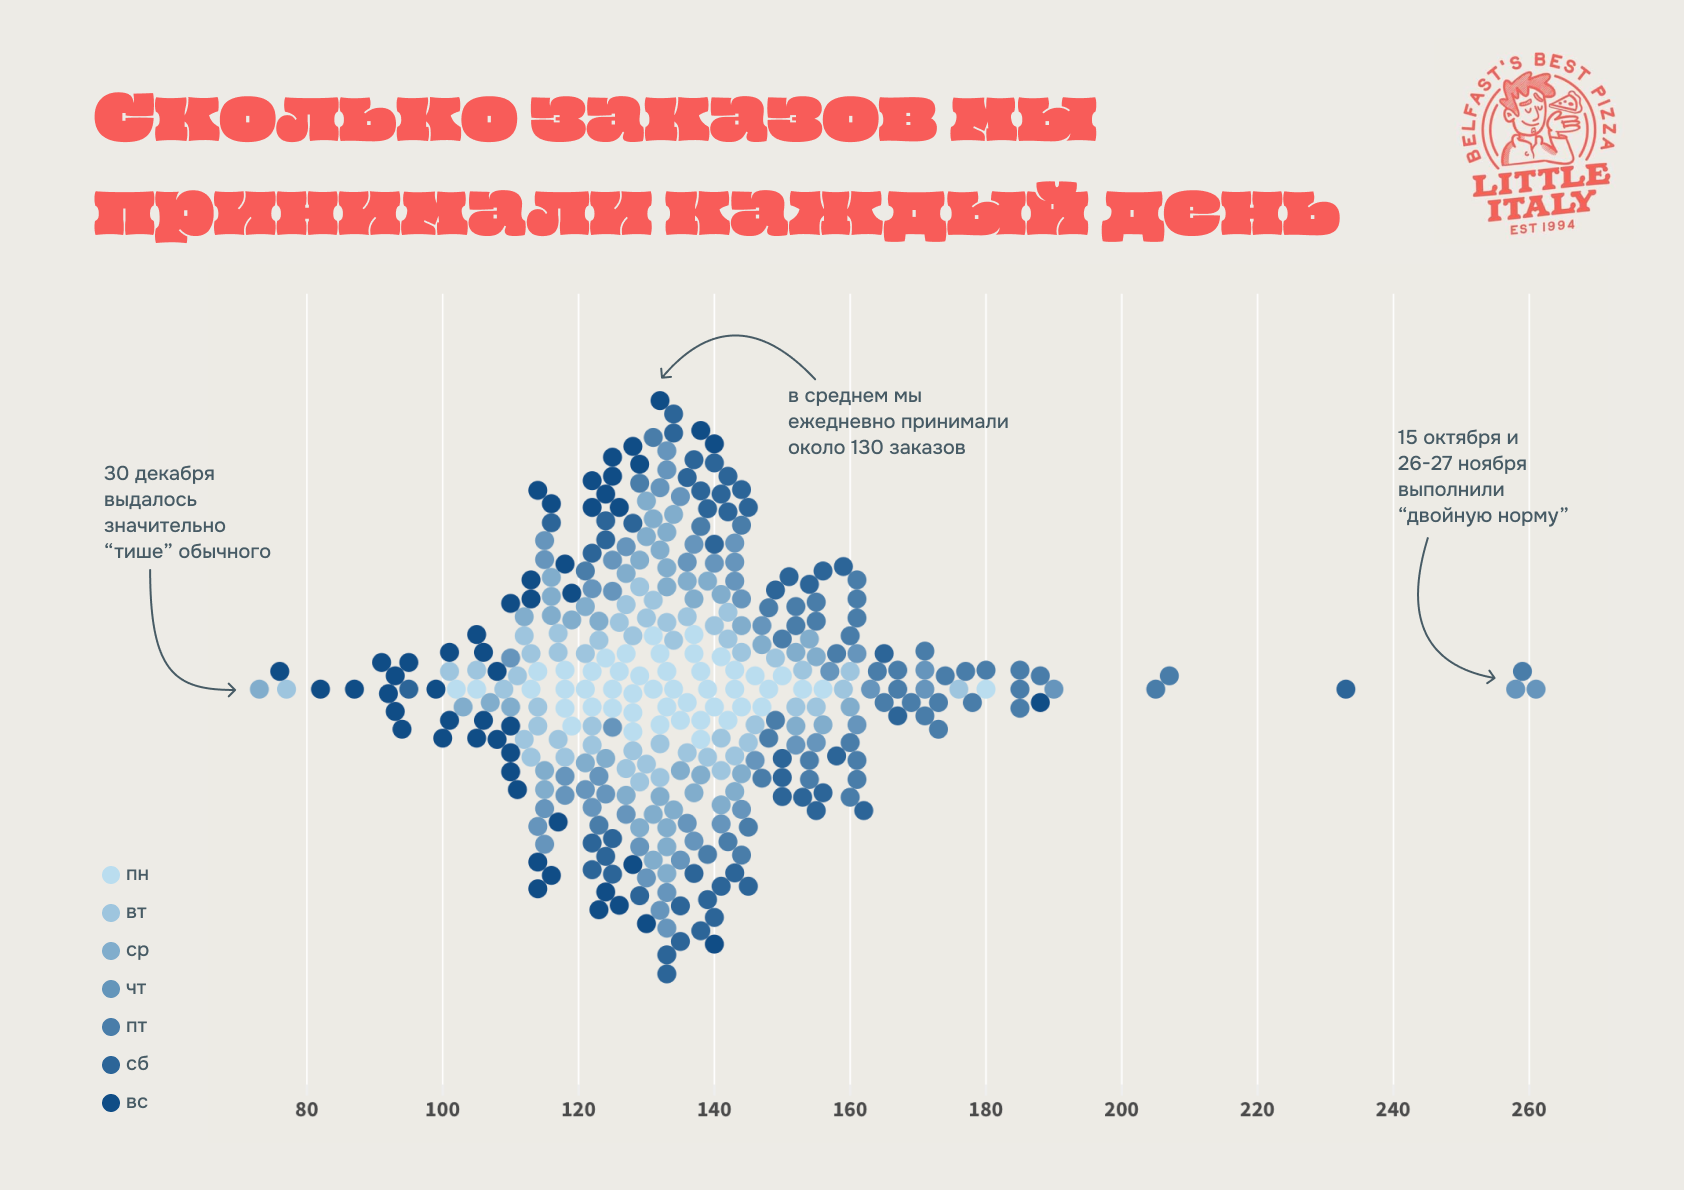 Сколько заказов мы
принимали каждый день
BELFAST'S BEST PIZZA
LITTLE
ITALY
EST 1994
в среднем мы
ежедневно принимали
около 130 заказов
15 октября и
26-27 ноября
выполнили
“двойную норму”
30 декабря
выдалось
значительно
“тише” обычного
пн
вт
ср
чт
пт
сб
вс
80 100 120 140 160 180 200 220 240 260